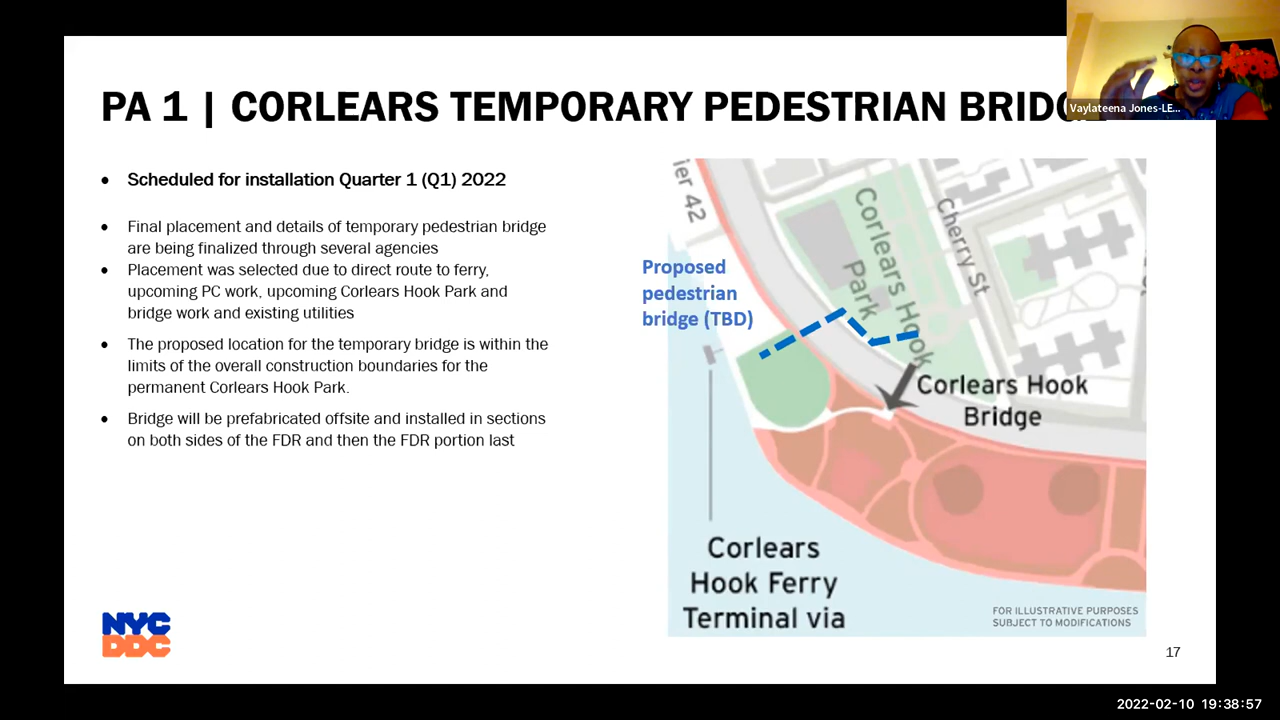 PA 1 | CORLEARS TEMPORARY PEDESTRIAN BRIDGE
Vaylateena Jones-LE...
• Scheduled for installation Quarter 1 (Q1) 2022
• Final placement and details of temporary pedestrian bridge
are being finalized through several agencies
• Placement was selected due to direct route to ferry,
upcoming PC work, upcoming Corlears Hook Park and
bridge work and existing utilities
• The proposed location for the temporary bridge is within the
limits of the overall construction boundaries for the
permanent Corlears Hook Park.
• Bridge will be prefabricated offsite and installed in sections
on both sides of the FDR and then the FDR portion last
ier 42
Corlears Hook
Park
Cherry St
Proposed
pedestrian
bridge (TBD)
Corlears Hook
Bridge
Corlears
Hook Ferry
Terminal via
FOR ILLUSTRATIVE PURPOSES
SUBJECT TO MODIFICATIONS
NYC
DDC
17
2022-02-10 19:38:57